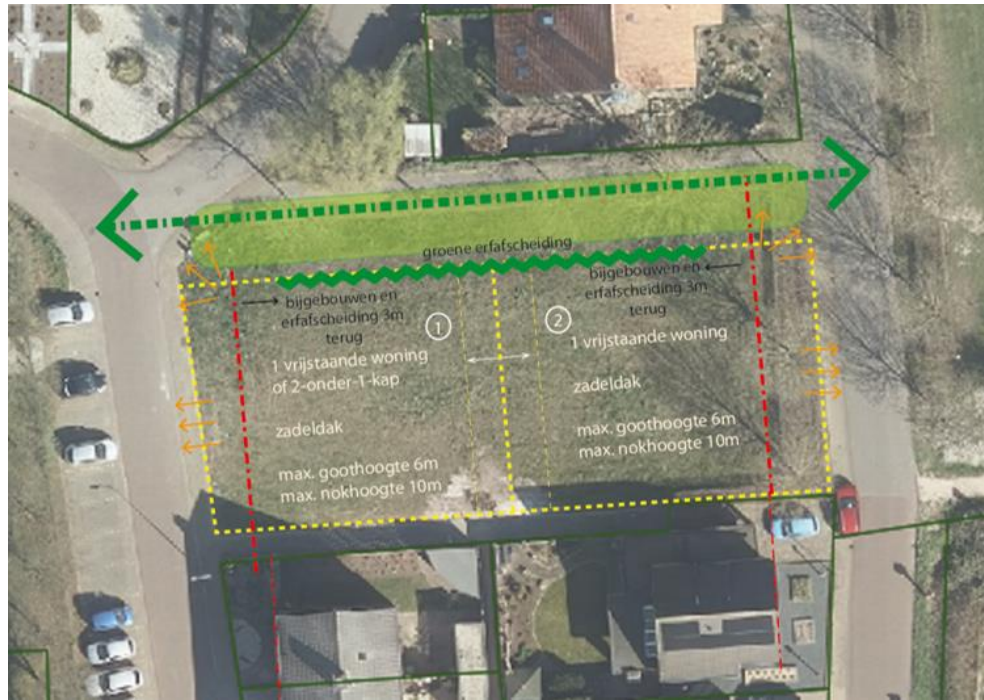 groene erfafscheiding
bijgebouwen en
erfafscheiding 3m
terug
1
1 vrijstaande woning
of 2-onder-1-kap
zadeldak
max. goothoogte 6m
max. nokhoogte 10m
bijgebouwen en
erfafscheiding 3m
terug
2
1 vrijstaande woning
zadeldak
max. goothoogte 6m
max. nokhoogte 10m